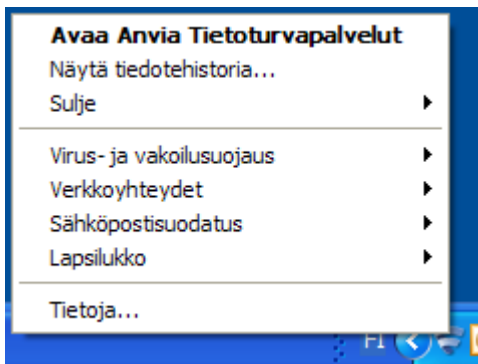 Avaa Anvia Tietoturvapalvelut
Näytä tiedotehistoria...
Sulje
Virus- ja vakoilusuojaus
Verkkoyhteydet
Sähköpostisuodatus
Lapsilukko
Tietoja...
FI